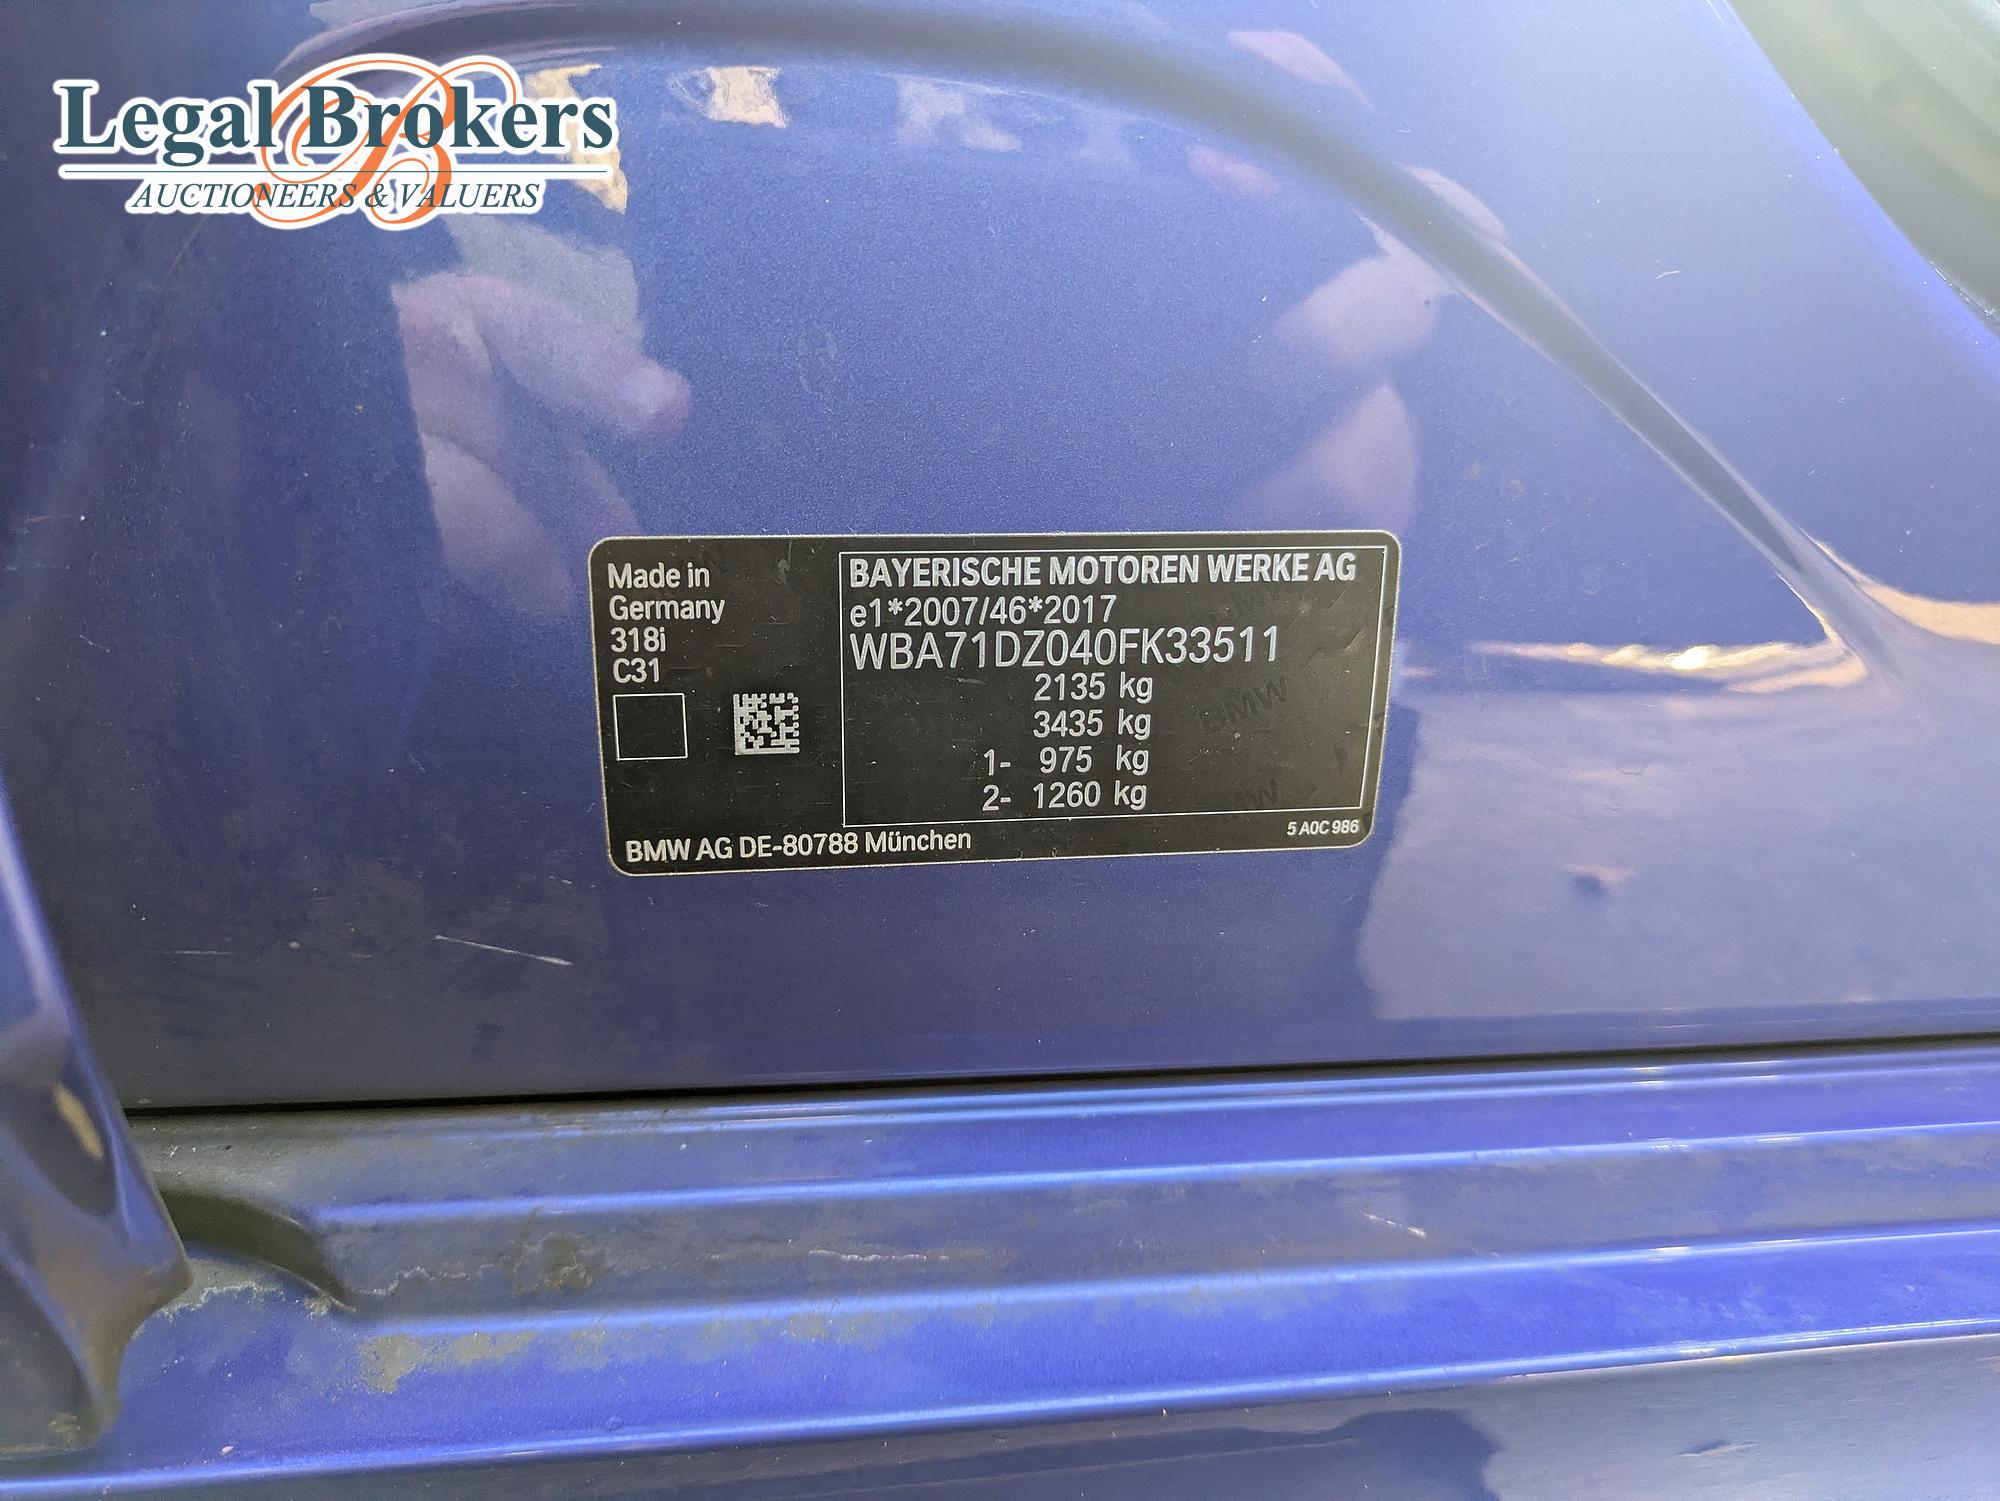 Legal Brokers
AUCTIONEERS & VALUERS
Made in
Germany
318i
C31
BAYERISCHE MOTOREN WERKE AG
e1*2007/46*2017
WBA71DZ040FK33511
2135 kg
3435 kg
1- 975 kg
2- 1260 kg
BMW AG DE-80788 München
5 A0C 986
BMW